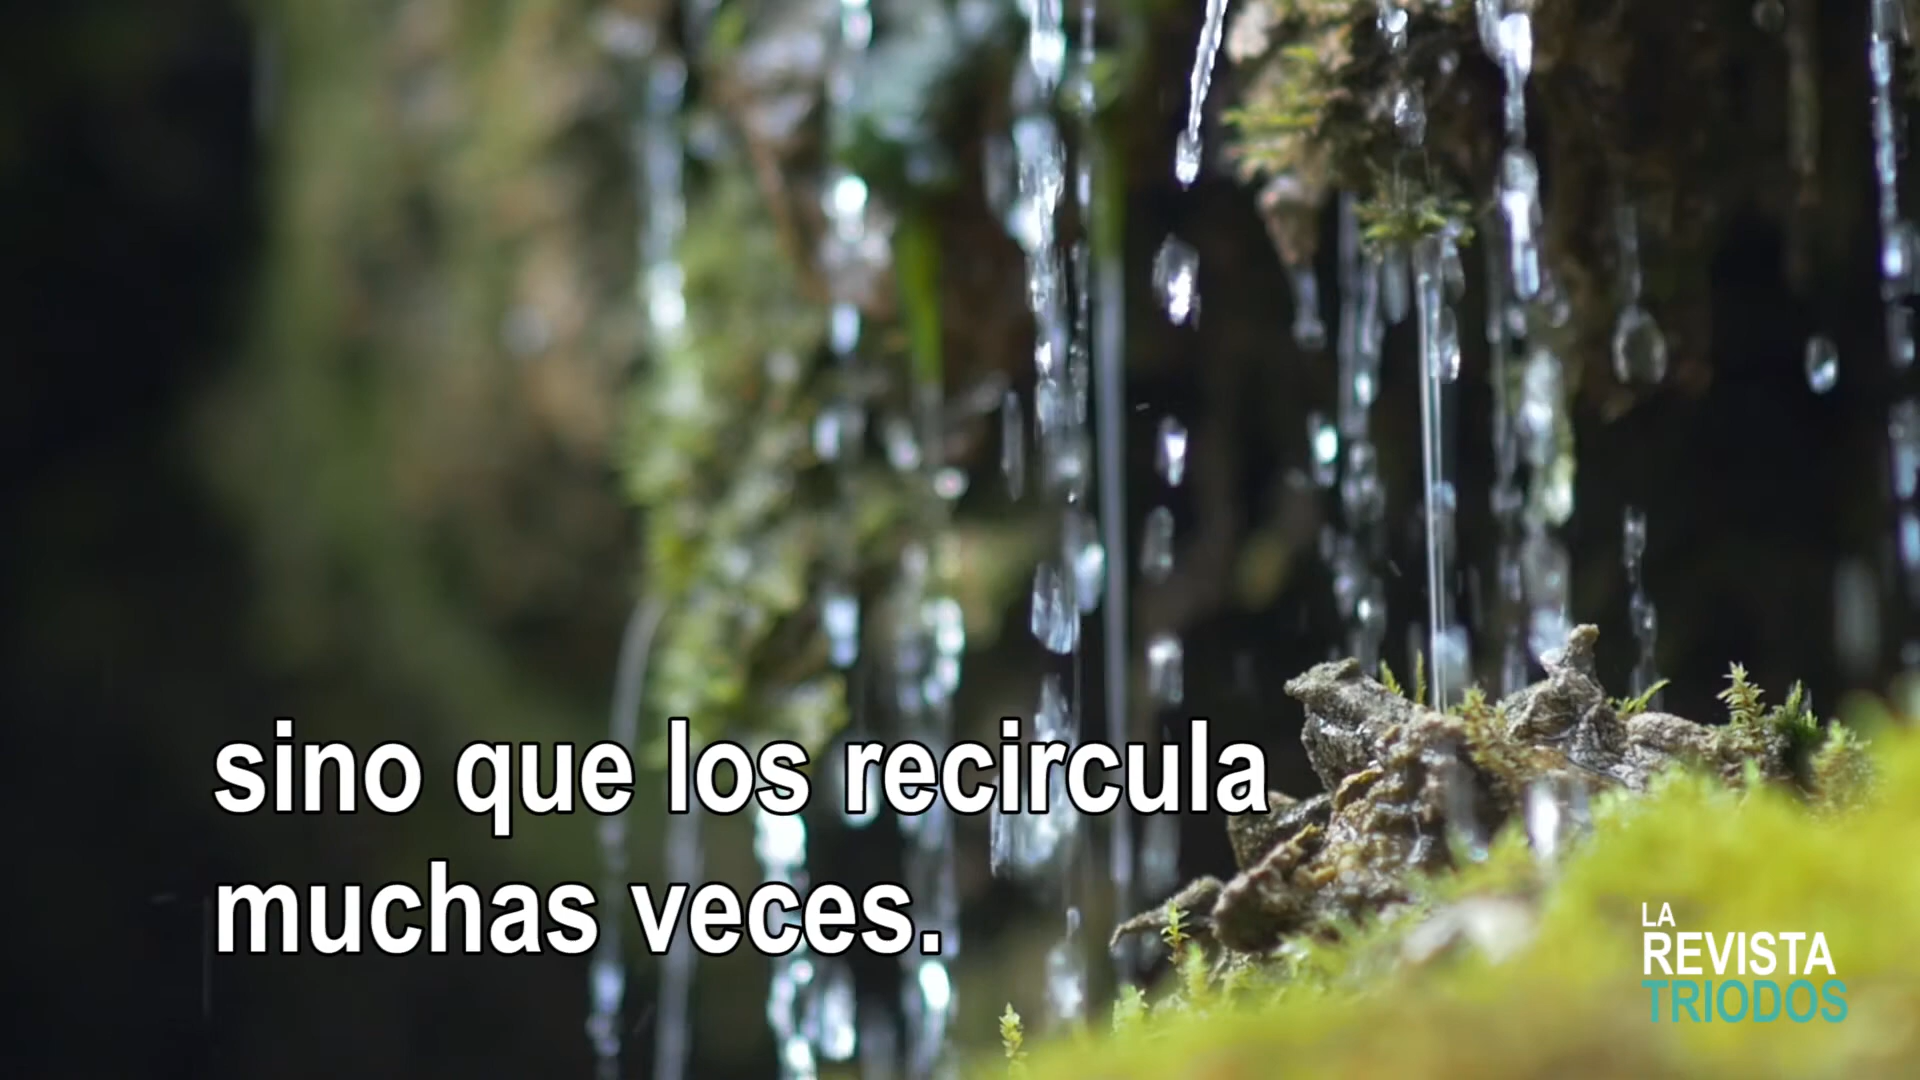 sino que los recircula
muchas veces.
LA
REVISTA
TRIODOS